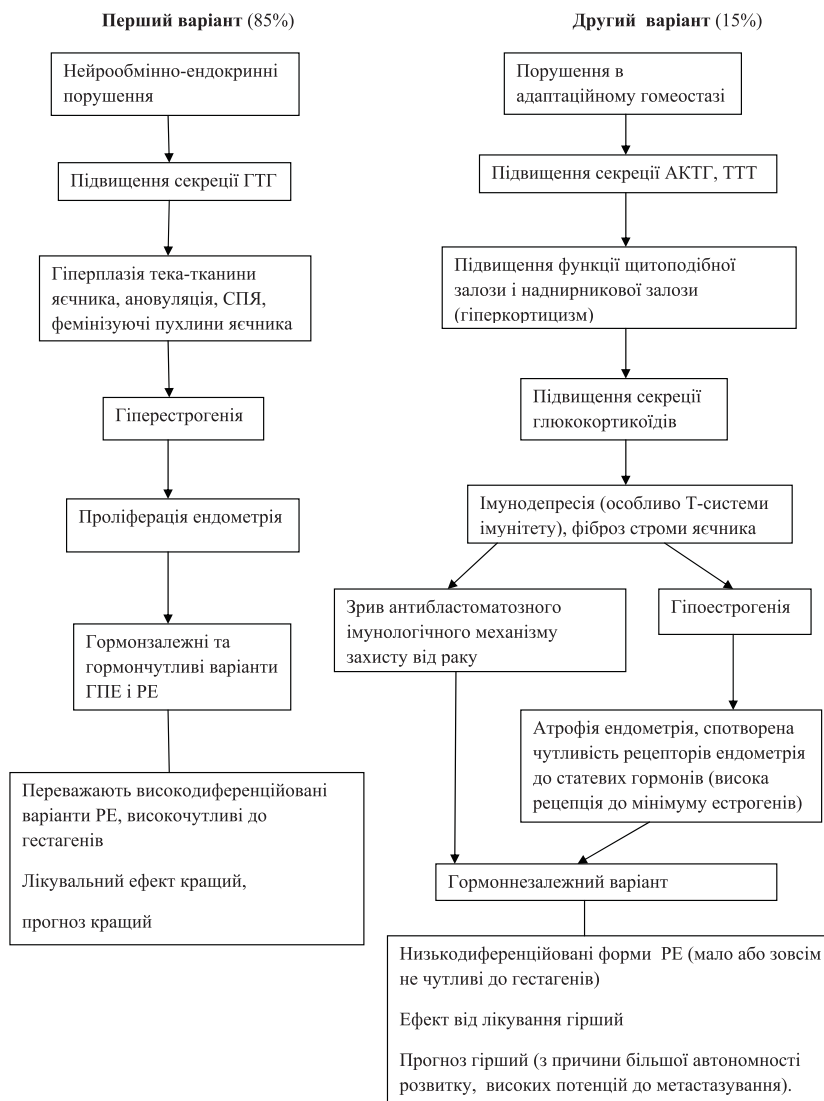 Перший варіант (85%)
Нейрообмінно-ендокринні
порушення
Підвищення секреції ГТГ
Гіперплазія тека-тканини
яєчника, ановуляція, СПЯ,
фемінізуючі пухлини яєчника
Гіперестрогенія
Проліферація ендометрія
Гормонзалежні та
гормончутливі варіанти
ГПЕ і РЕ
Переважають високодиференційовані
варіанти РЕ, високочутливі до
гестагенів
Лікувальний ефект кращий,
прогноз кращий
Другий варіант (15%)
Порушення в
адаптаційному гомеостазі
Підвищення секреції АКТГ, ТТТ
Підвищення функції щитоподібної
залози і наднирникової залози
(гіперкортицизм)
Підвищення секреції
глюкокортикоїдів
Імунодепресія (особливо Т-системи
імунітету), фіброз строми яєчника
Зрив антибластоматозного
імунологічного механізму
захисту від раку
Гіпоестрогенія
Атрофія ендометрія, спотворена
чутливість рецепторів ендометрія
до статевих гормонів (висока
рецепція до мінімуму естрогенів)
Гормоннезалежний варіант
Низькодиференційовані форми РЕ (мало або зовсім
не чутливі до гестагенів)
Ефект від лікування гірший
Прогноз гірший (з причини більшої автономності
розвитку, високих потенцій до метастазування).